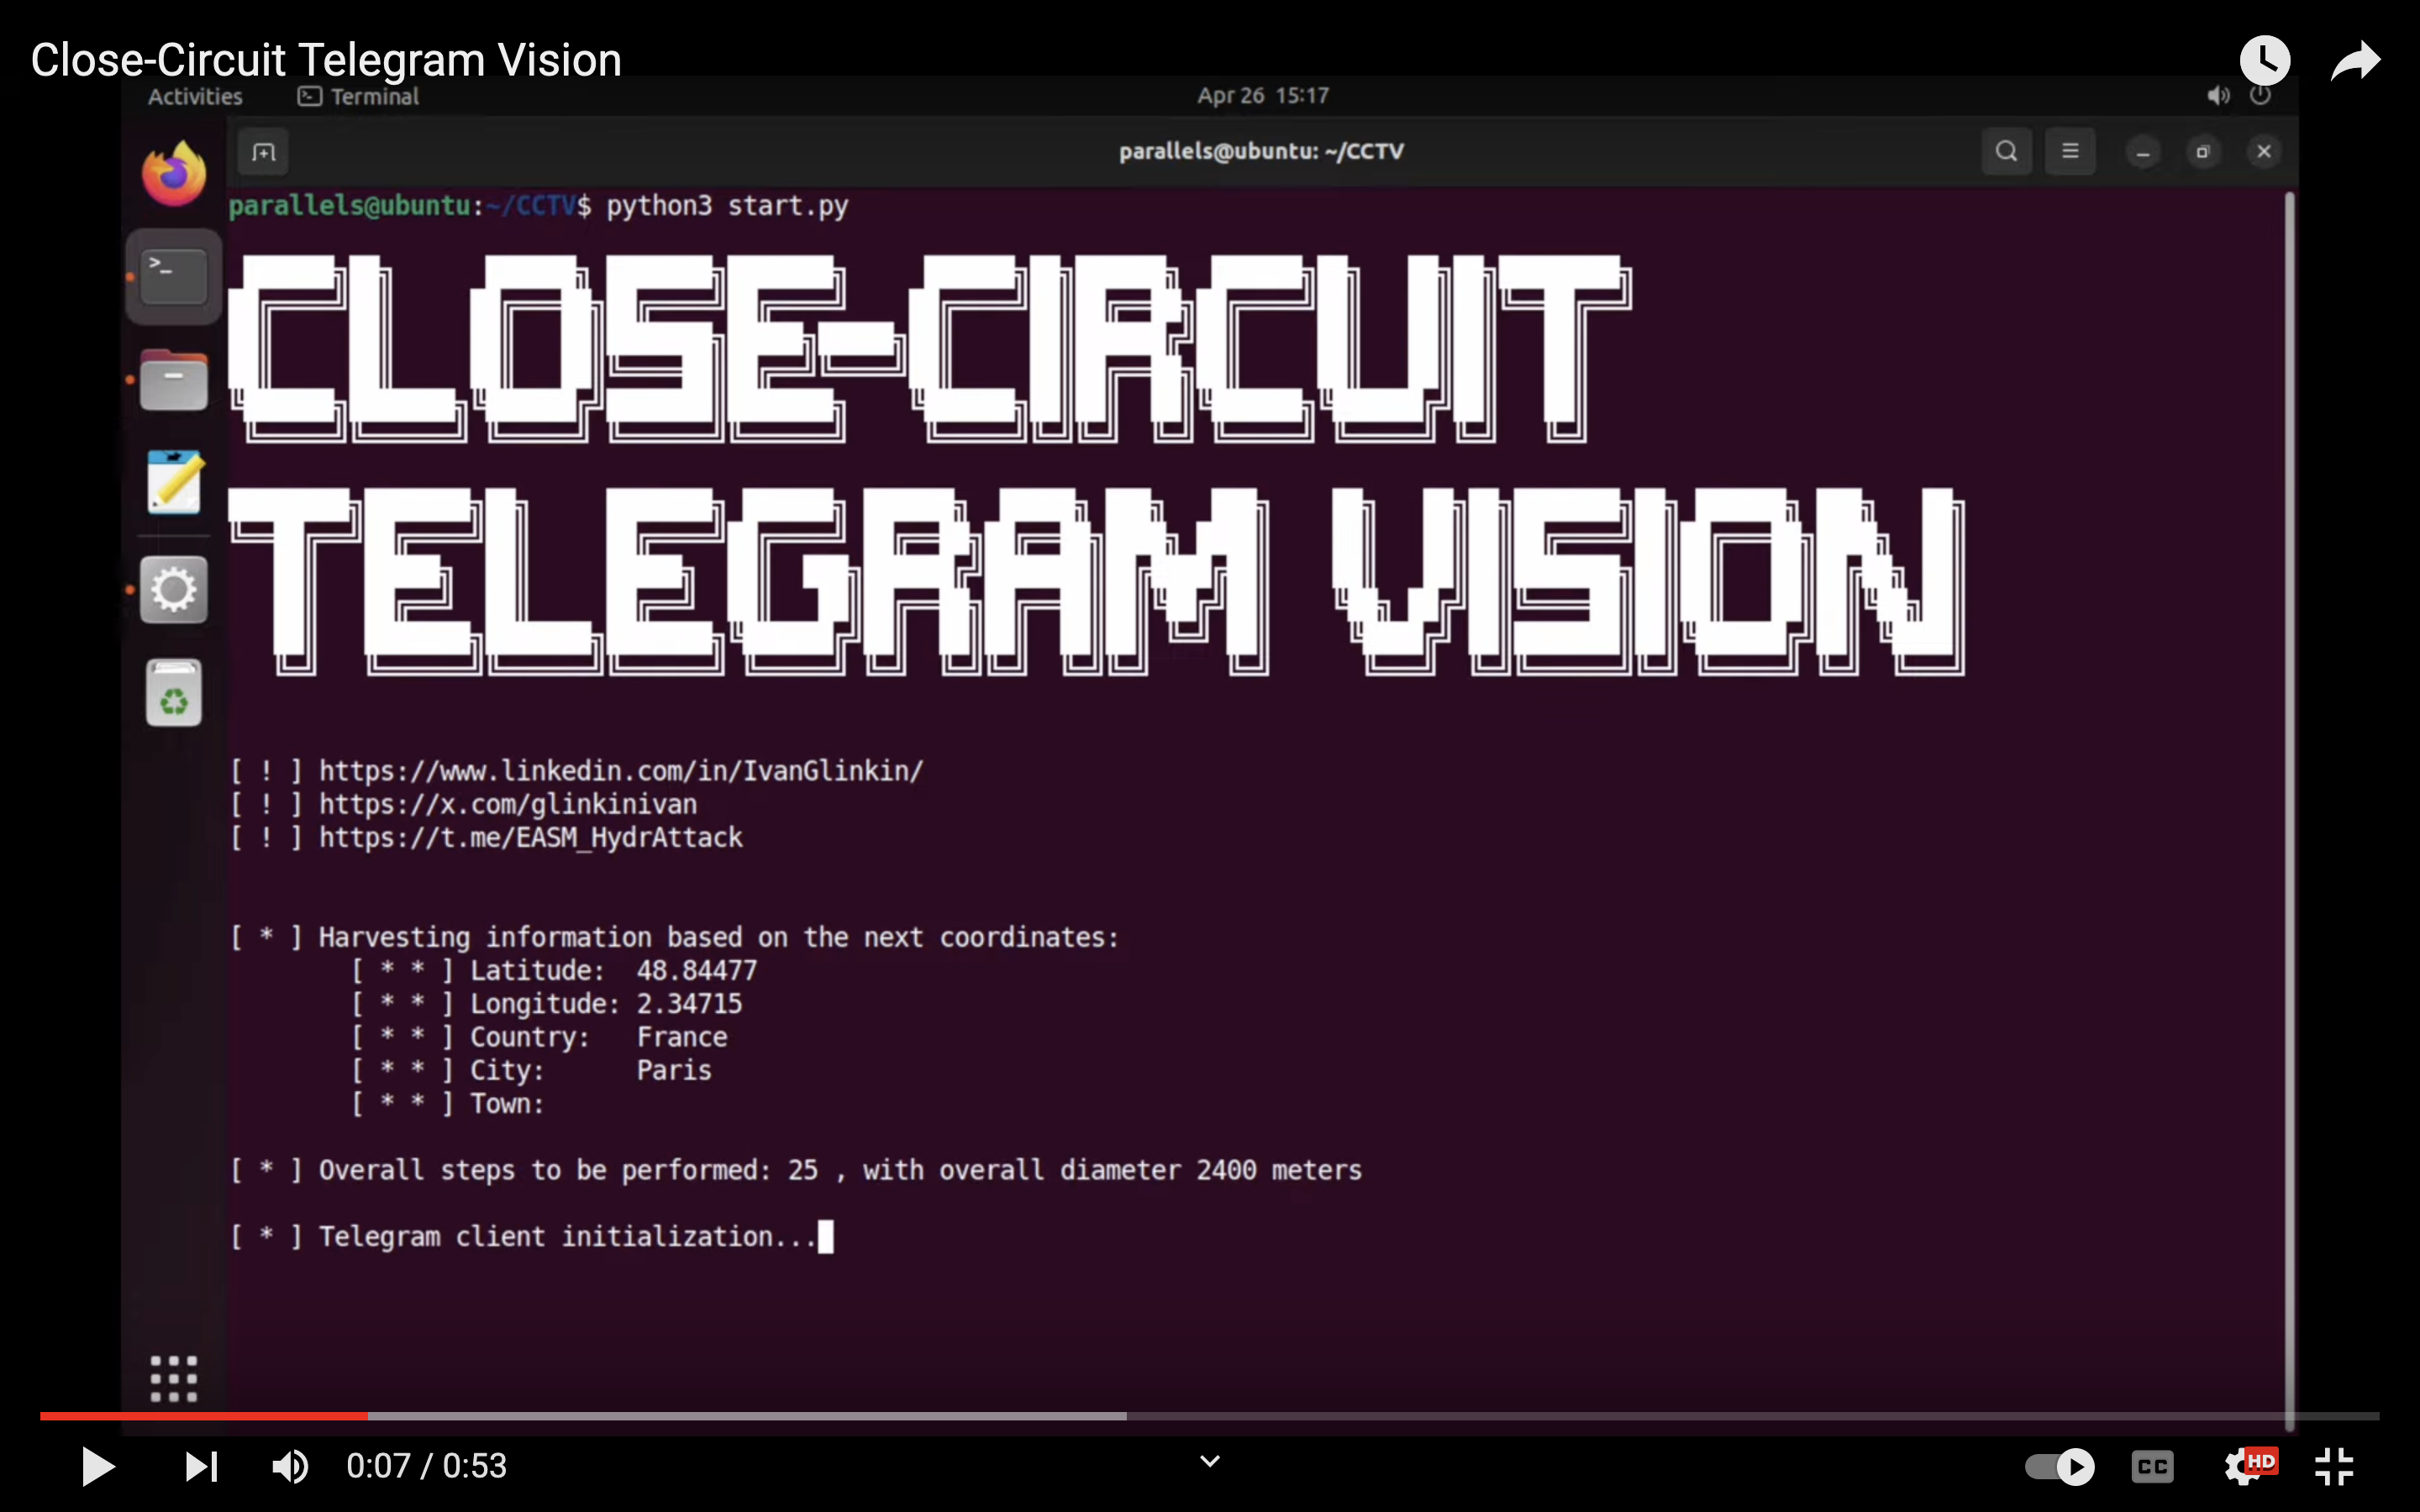 Close-Circuit Telegram Vision
Activities Terminal Apr 26 15:17
parallels@ubuntu: ~/CCTV
parallels@ubuntu:~/CCTV$ python3 start.py
CLOSE-CIRCUIT
TELEGRAM VISION
[ ! ] https://www.linkedin.com/in/IvanGlinkin/
[ ! ] https://x.com/glinkinivan
[ ! ] https://t.me/EASM_HydrAttack
[ * ] Harvesting information based on the next coordinates:
[ * * ] Latitude: 48.84477
[ * * ] Longitude: 2.34715
[ * * ] Country: France
[ * * ] City: Paris
[ * * ] Town:
[ * ] Overall steps to be performed: 25 , with overall diameter 2400 meters
[ * ] Telegram client initialization...
0:07 / 0:53 CC HD